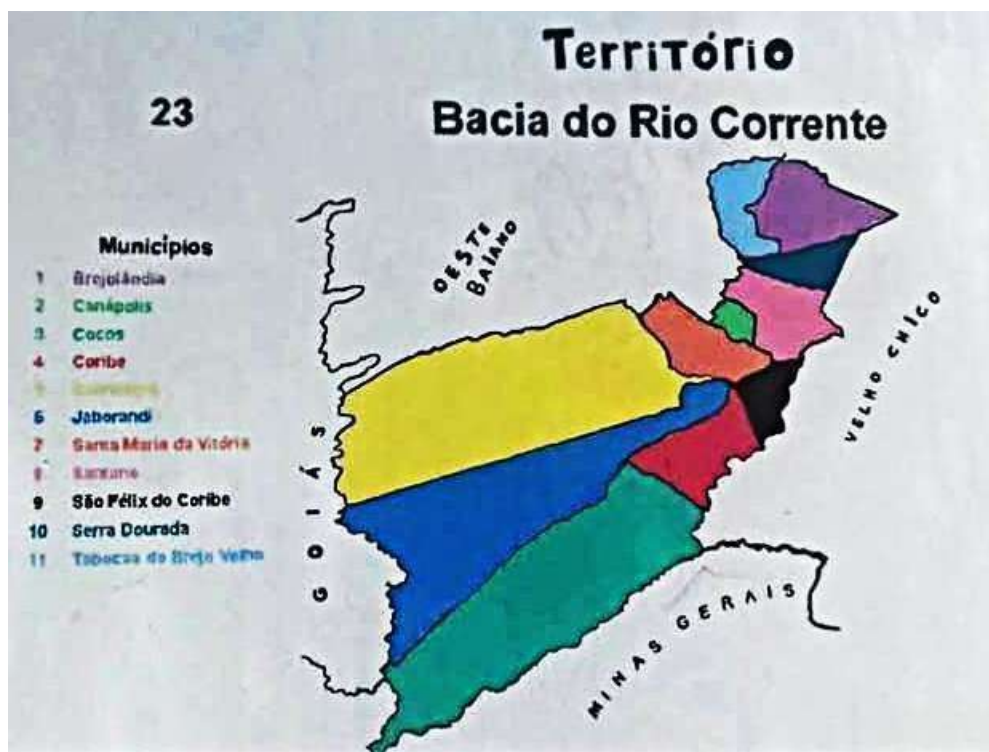 Território
23
Bacia do Rio Corrente
OESTE
BAIANO
Municípios
1 Brejolândia
2 Canápolis
3 Cocos
4 Coribe
6 Jaborandi
7 Santa Maria da Vitória
8 Santana
9 São Félix do Coribe
10 Serra Dourada
11 Tabocas do Brejo Velho
GOIÁS
VELHO CHICO
MINAS GERAIS